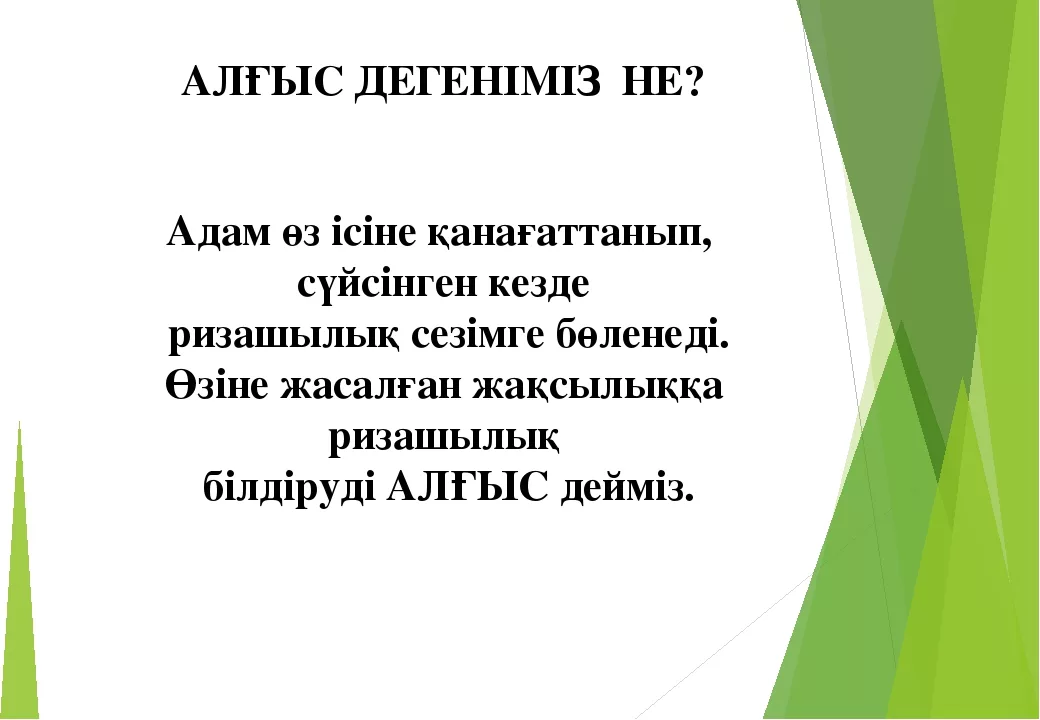 АЛҒЫС ДЕГЕНІМІЗ НЕ?
Адам өз ісіне қанағаттанып,
сүйсінген кезде
ризашылық сезімге бөленеді.
Өзіне жасалған жақсылыққа
ризашылық
білдіруді АЛҒЫС дейміз.